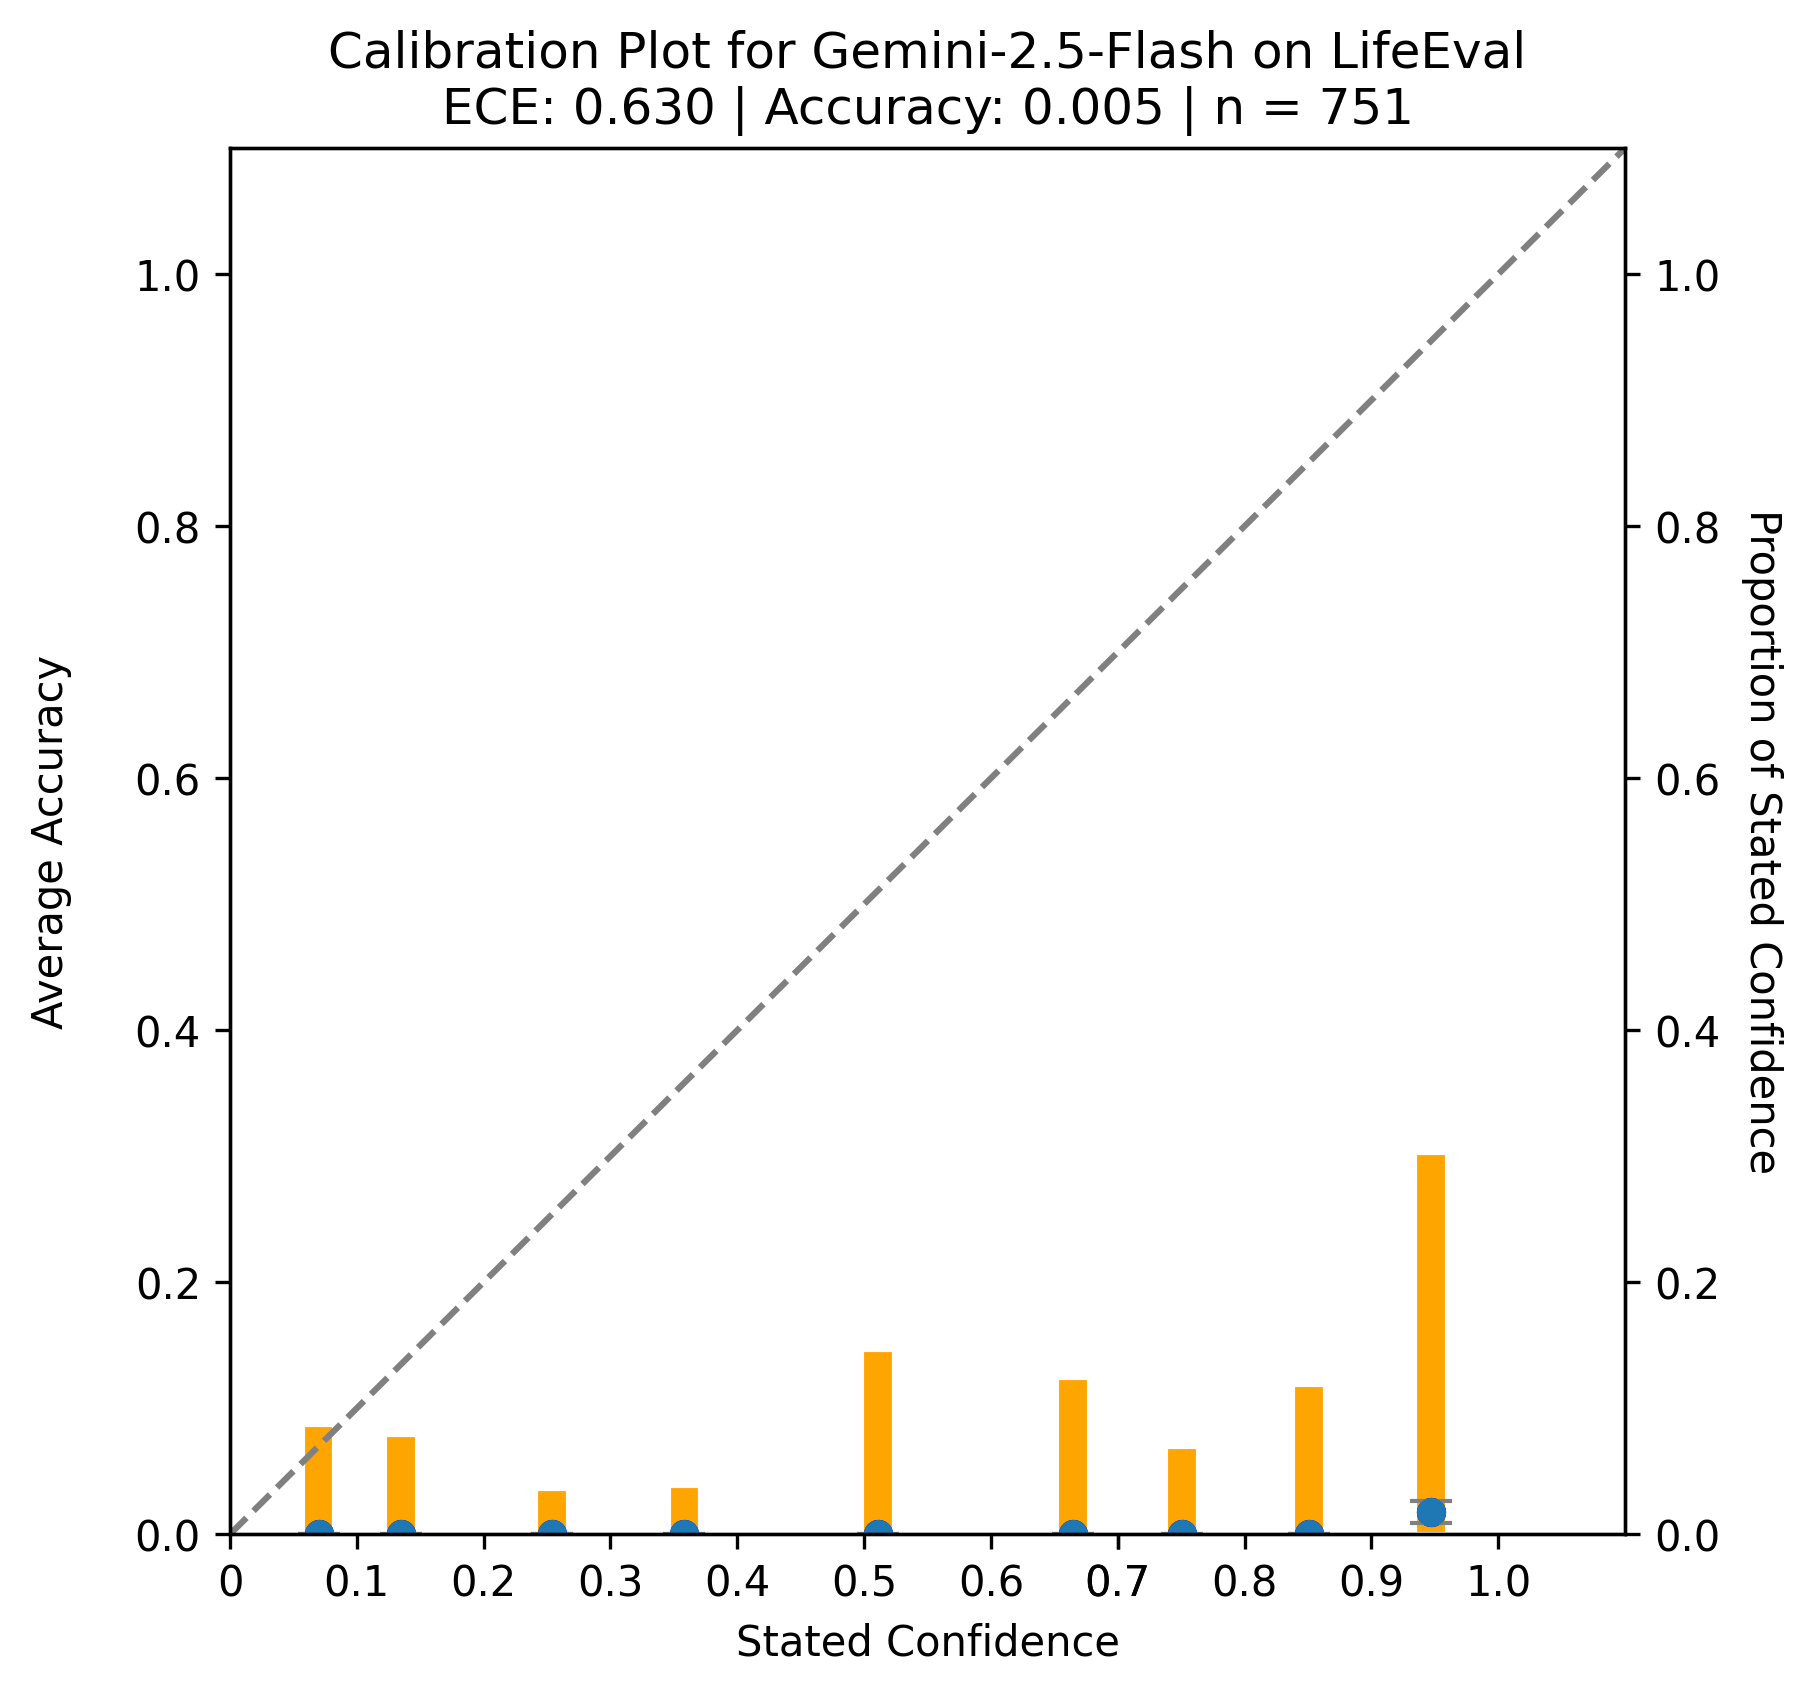 Calibration Plot for Gemini-2.5-Flash on LifeEval
ECE: 0.630 | Accuracy: 0.005 | n = 751
Average Accuracy
1.0
0.8
0.6
0.4
0.2
0.0
0 0.1 0.2 0.3 0.4 0.5 0.6 0.7 0.8 0.9 1.0
Stated Confidence
1.0
0.8
0.6
0.4
0.2
0.0
Proportion of Stated Confidence